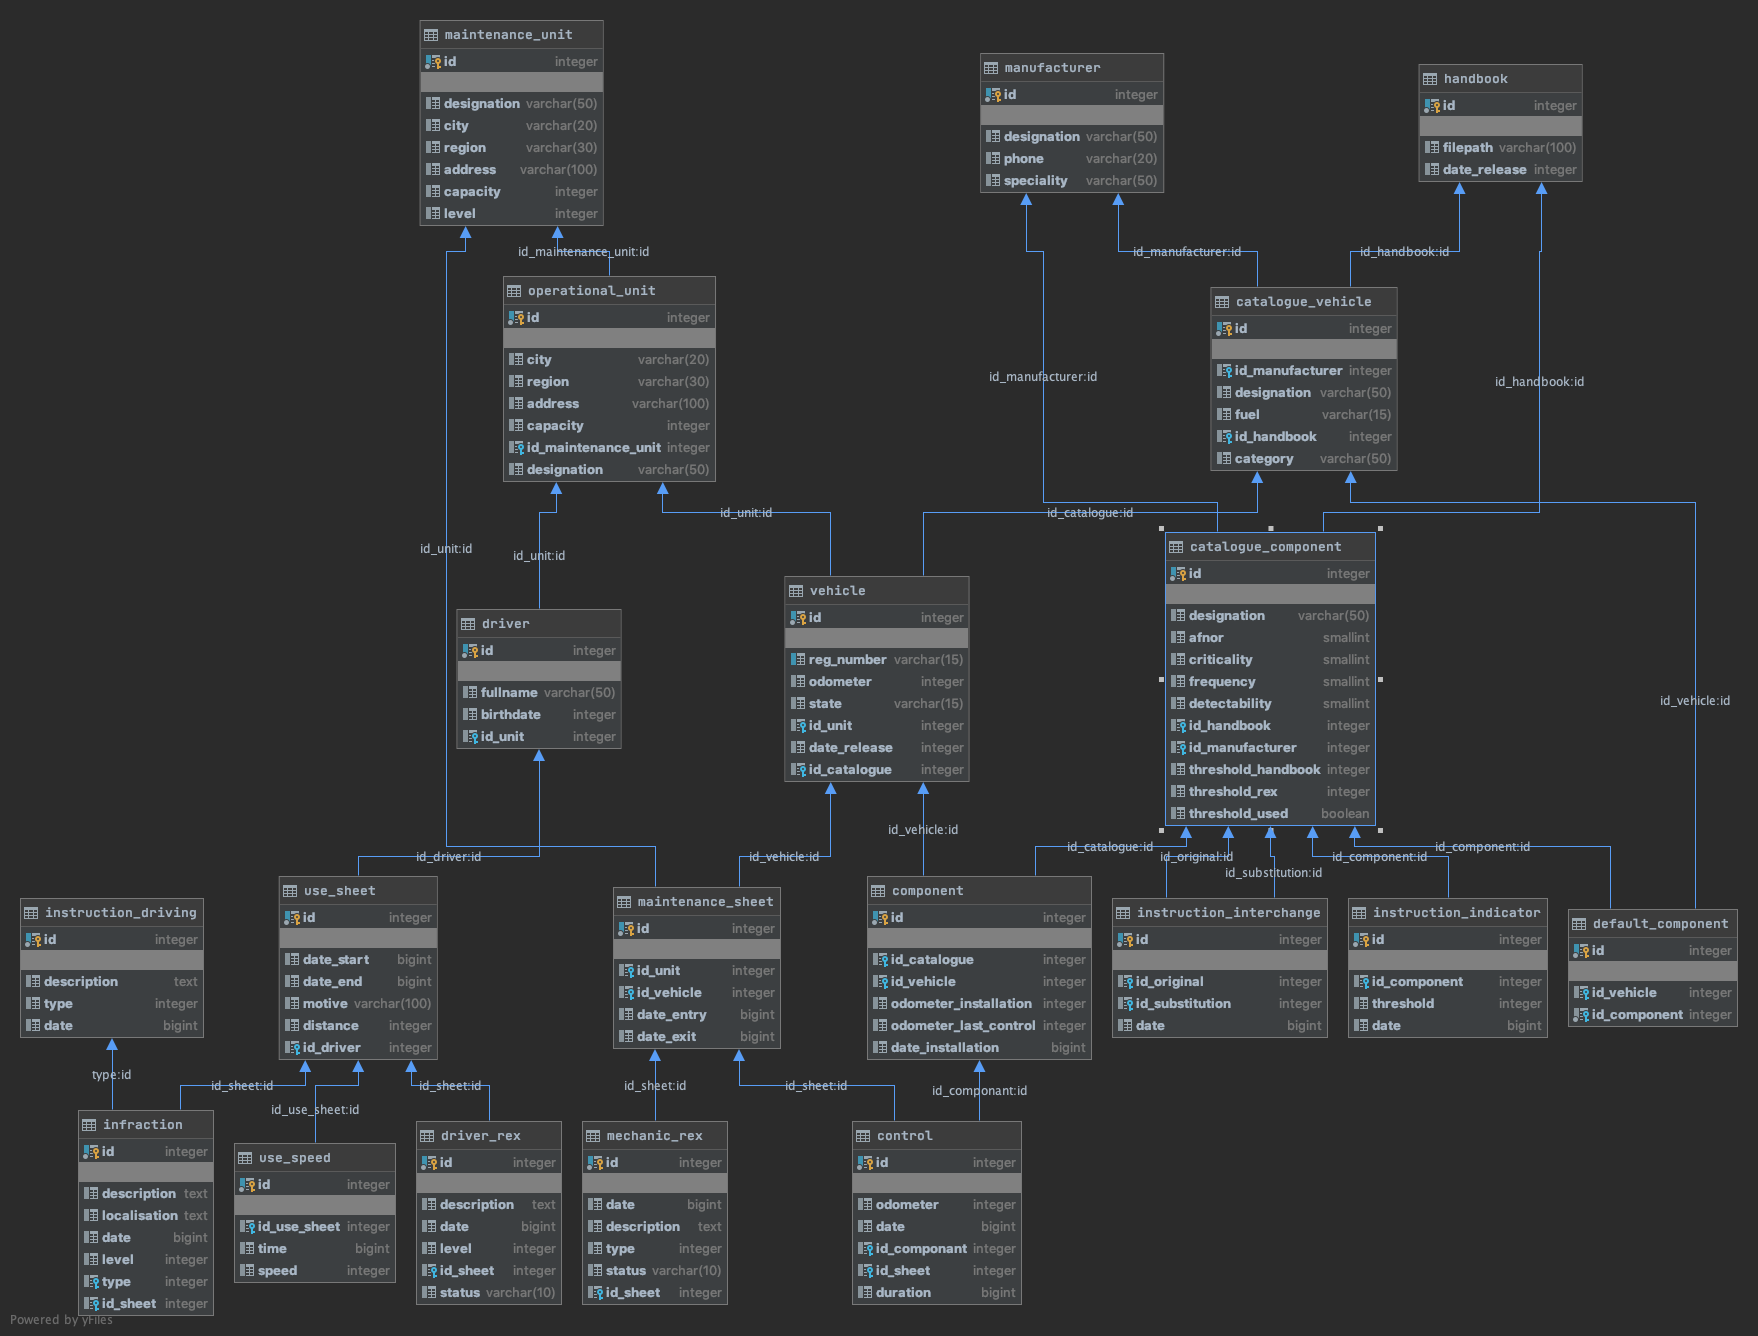 maintenance_unit
id integer
designation varchar(50)
city varchar(20)
region varchar(30)
address varchar(100)
capacity integer
level integer
manufacturer
id integer
designation varchar(50)
phone varchar(20)
speciality varchar(50)
handbook
id integer
filepath varchar(100)
date_release integer
id_maintenance_unit:id
id_manufacturer:id
id_handbook:id
operational_unit
id integer
city varchar(20)
region varchar(30)
address varchar(100)
capacity integer
id_maintenance_unit integer
designation varchar(50)
catalogue_vehicle
id integer
id_manufacturer integer
designation varchar(50)
fuel varchar(15)
id_handbook integer
category varchar(50)
id_manufacturer:id
id_handbook:id
id_unit:id
id_unit:id
id_unit:id
id_catalogue:id
catalogue_component
id integer
designation varchar(50)
afnor smallint
criticality smallint
frequency smallint
detectability smallint
id_handbook integer
id_manufacturer integer
threshold_handbook integer
threshold_rex integer
threshold_used boolean
vehicle
id integer
reg_number varchar(15)
odometer integer
state varchar(15)
id_unit integer
date_release integer
id_catalogue integer
driver
id integer
fullname varchar(50)
birthdate integer
id_unit integer
id_vehicle:id
id_driver:id
id_vehicle:id
id_vehicle:id
id_catalogue:id
id_original:id
id_substitution:id
id_component:id
id_component:id
instruction_driving
id integer
description text
type integer
date bigint
use_sheet
id integer
date_start bigint
date_end bigint
motive varchar(100)
distance integer
id_driver integer
maintenance_sheet
id integer
id_unit integer
id_vehicle integer
date_entry bigint
date_exit bigint
component
id integer
id_catalogue integer
id_vehicle integer
odometer_installation integer
odometer_last_control integer
date_installation bigint
instruction_interchange
id integer
id_original integer
id_substitution integer
date bigint
instruction_indicator
id integer
id_component integer
threshold integer
date bigint
default_component
id integer
id_vehicle integer
id_component integer
type:id
id_sheet:id
id_use_sheet:id
id_sheet:id
id_sheet:id
id_sheet:id
id_componant:id
infraction
id integer
description text
localisation text
date bigint
level integer
type integer
id_sheet integer
use_speed
id integer
id_use_sheet integer
time bigint
speed integer
driver_rex
id integer
description text
date bigint
level integer
id_sheet integer
status varchar(10)
mechanic_rex
id integer
date bigint
description text
type integer
status varchar(10)
id_sheet integer
control
id integer
odometer integer
date bigint
id_componant integer
id_sheet integer
duration bigint
Powered by yFiles